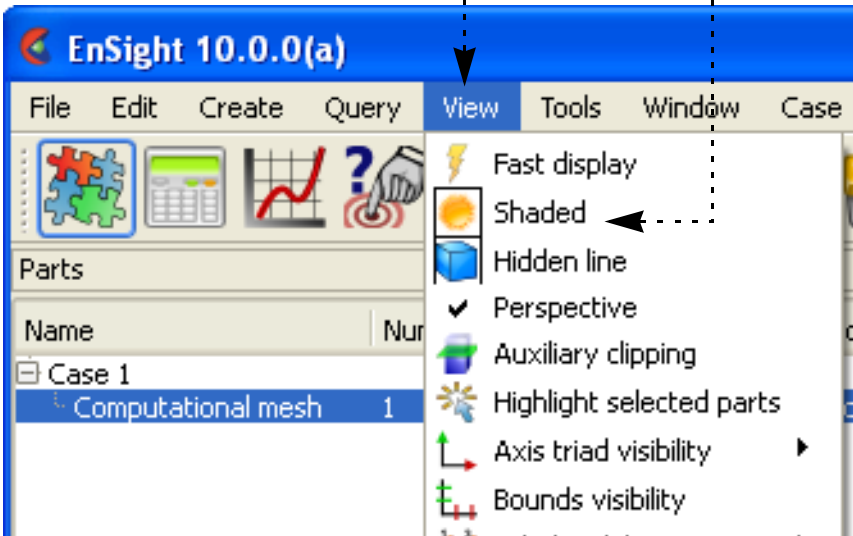 EnSight 10.0.0(a)
File Edit Create Query View Tools Window Case
Fast display
Shaded
Hidden line
Parts
Perspective
Name
Auxiliary clipping
Case 1
Highlight selected parts
Computational mesh 1
Axis triad visibility
Bounds visibility